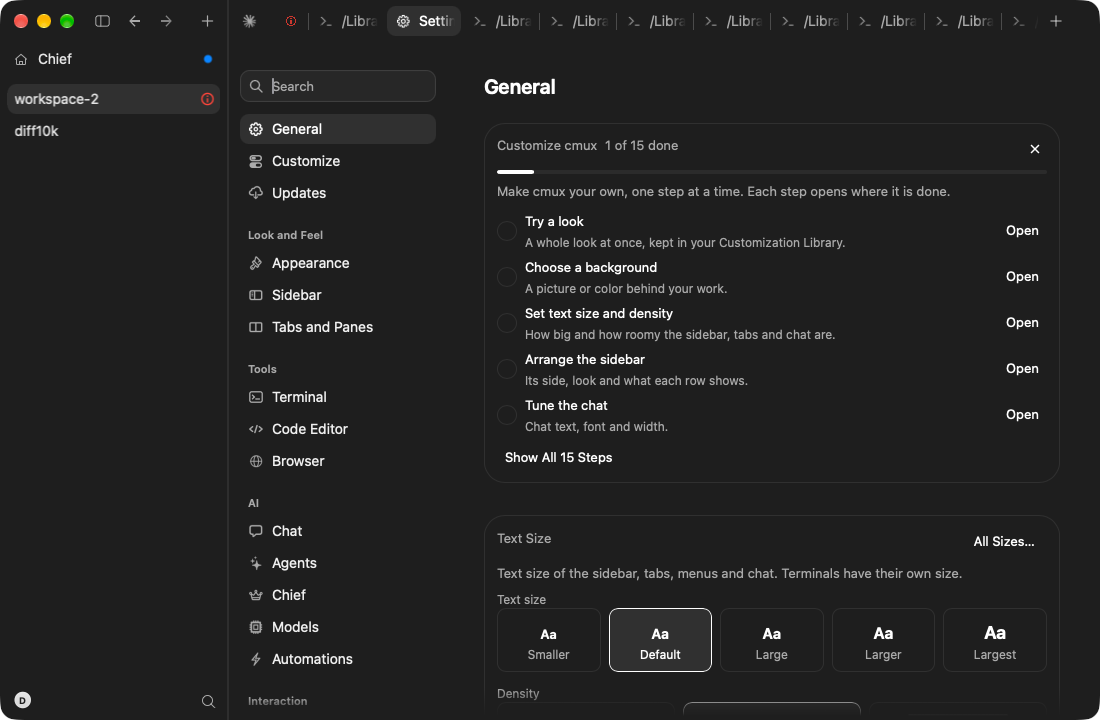 /Libra
Settin
/Libra
/Libra
/Libra
/Libra
/Libra
/Libra
/Libra
Chief
workspace-2
diff10k
D
Search
General
Customize
Updates
Look and Feel
Appearance
Sidebar
Tabs and Panes
Tools
Terminal
Code Editor
Browser
AI
Chat
Agents
Chief
Models
Automations
Interaction
General
Customize cmux 1 of 15 done
Make cmux your own, one step at a time. Each step opens where it is done.
Try a look
A whole look at once, kept in your Customization Library.
Open
Choose a background
A picture or color behind your work.
Open
Set text size and density
How big and how roomy the sidebar, tabs and chat are.
Open
Arrange the sidebar
Its side, look and what each row shows.
Open
Tune the chat
Chat text, font and width.
Open
Show All 15 Steps
Text Size
All Sizes...
Text size of the sidebar, tabs, menus and chat. Terminals have their own size.
Text size
Aa
Smaller
Aa
Default
Aa
Large
Aa
Larger
Aa
Largest
Density